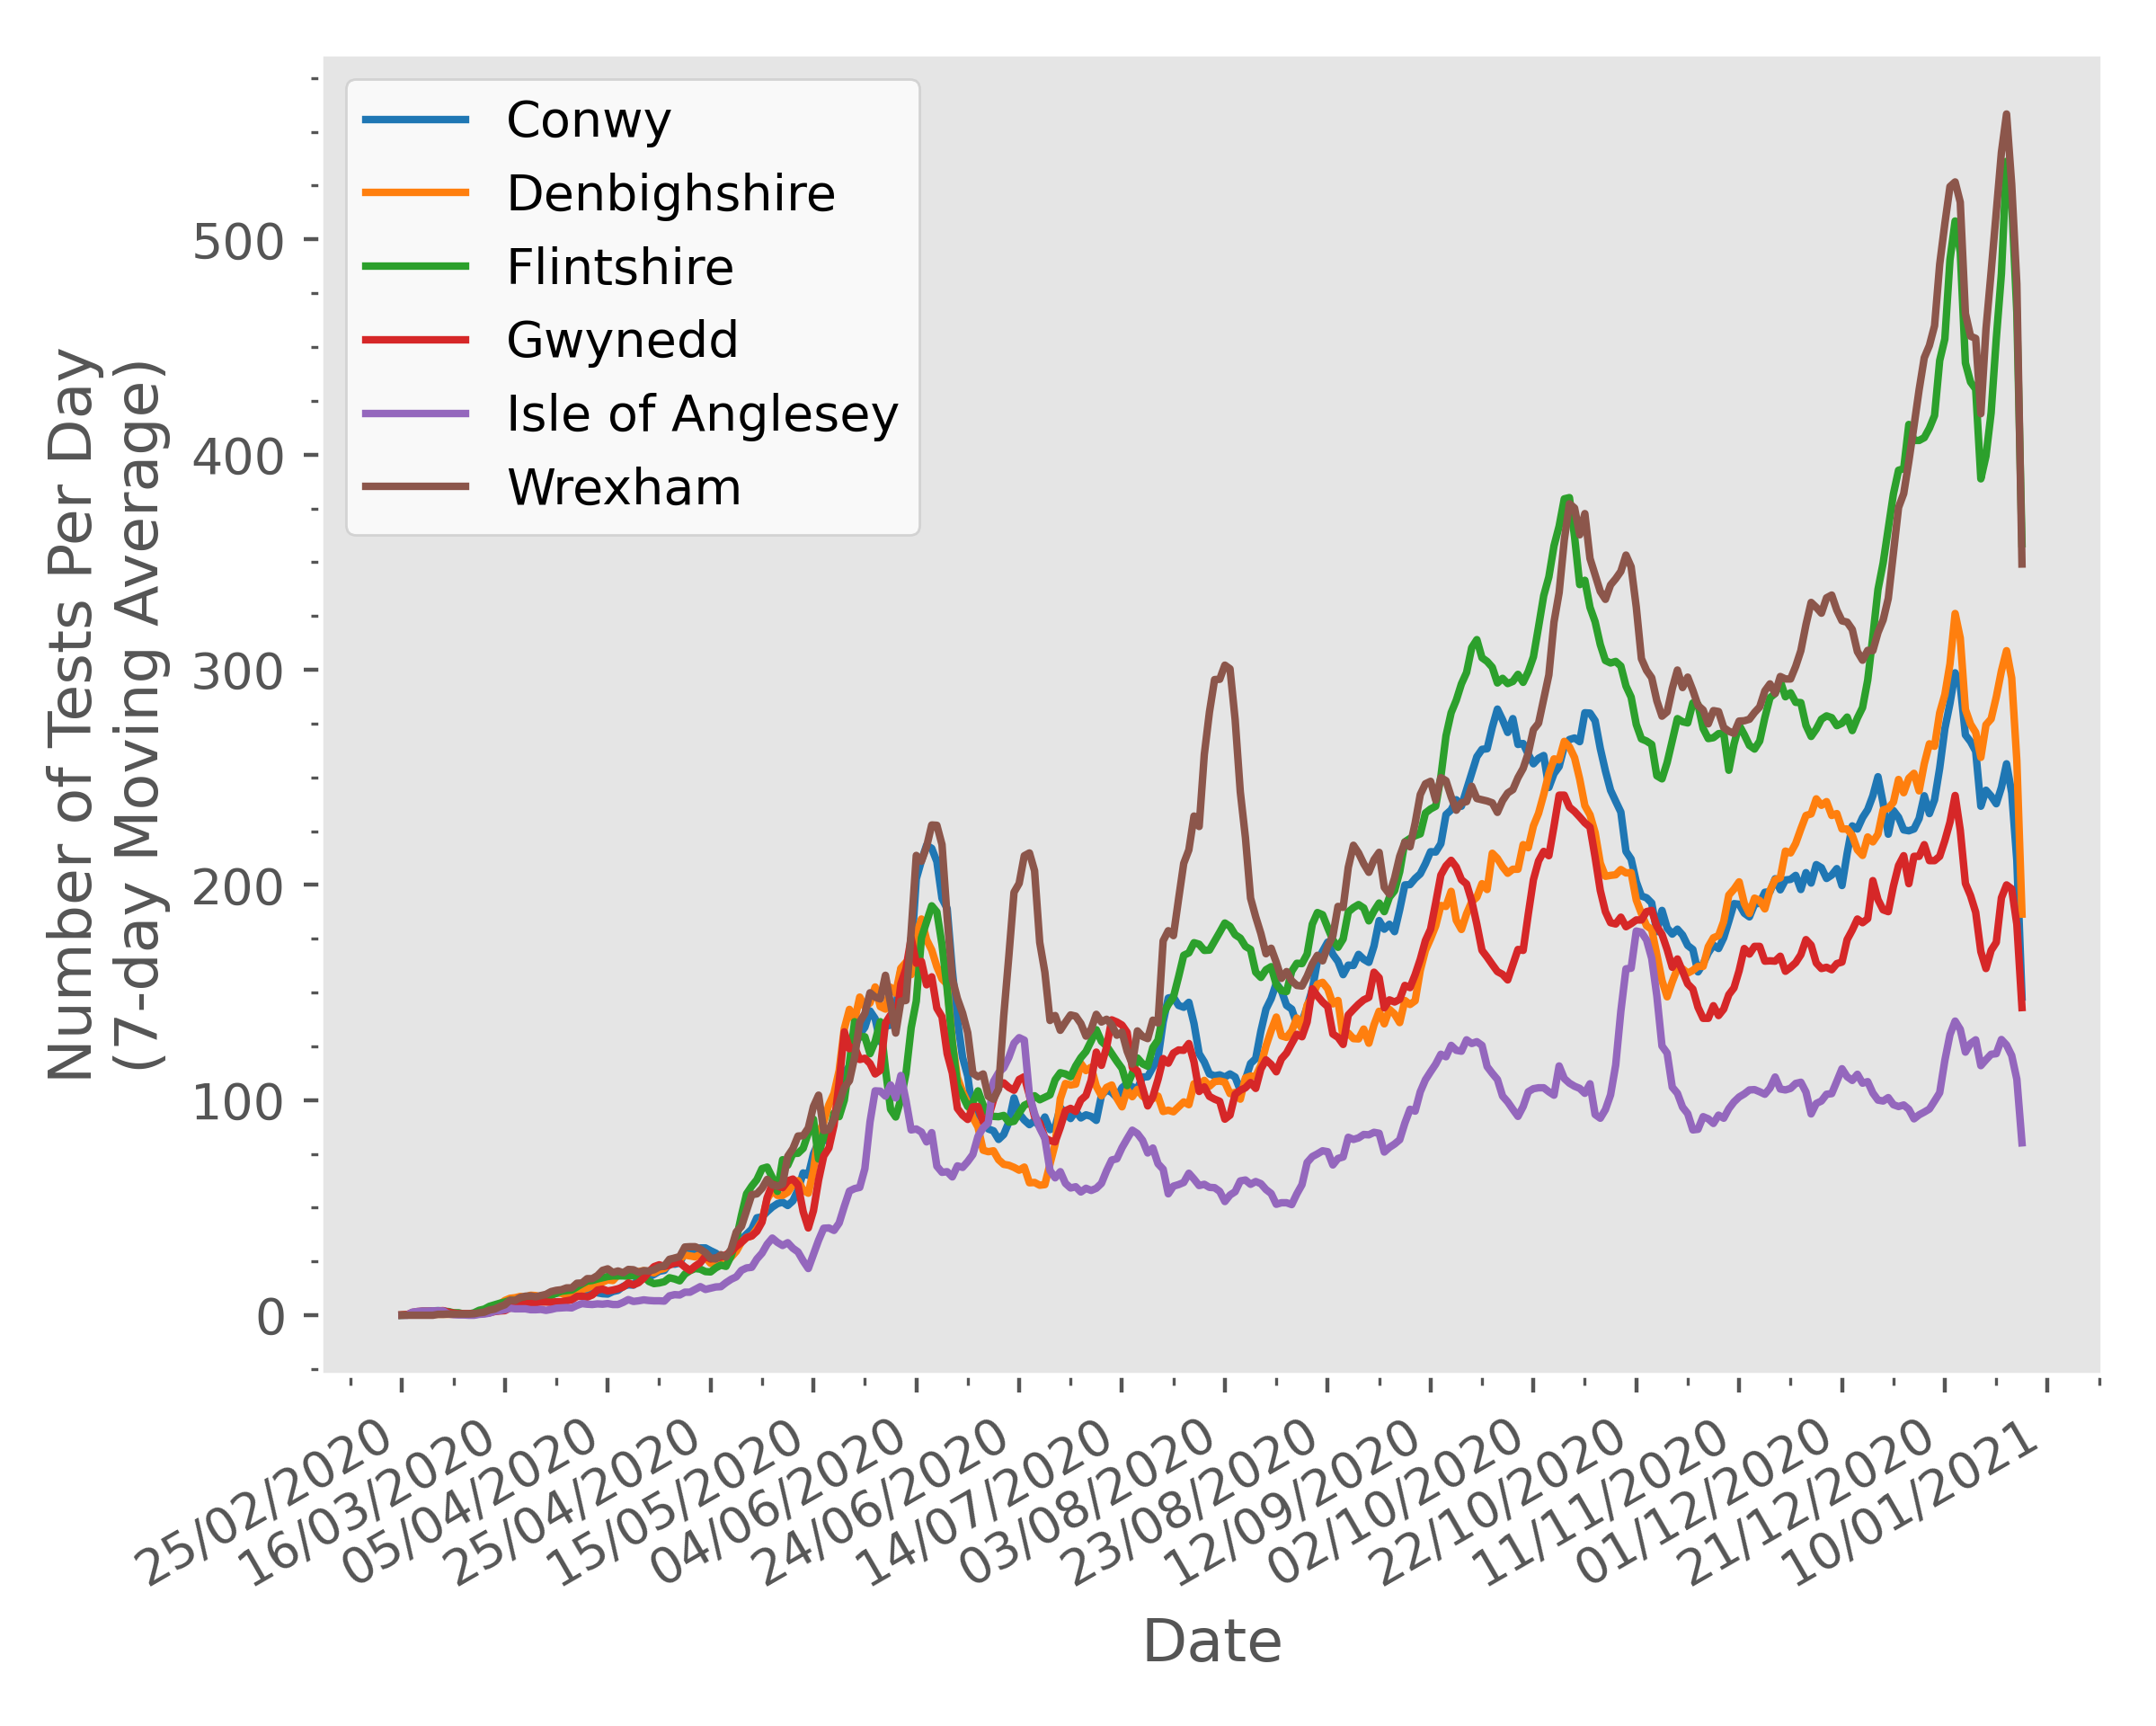 Conwy
Denbighshire
Flintshire
Gwynedd
Isle of Anglesey
Wrexham
Number of Tests Per Day
(7-day Moving Average)
500
400
300
200
100
0
25/02/2020
16/03/2020
05/04/2020
25/04/2020
15/05/2020
04/06/2020
24/06/2020
14/07/2020
03/08/2020
23/08/2020
12/09/2020
02/10/2020
22/10/2020
11/11/2020
01/12/2020
21/12/2020
10/01/2021
Date